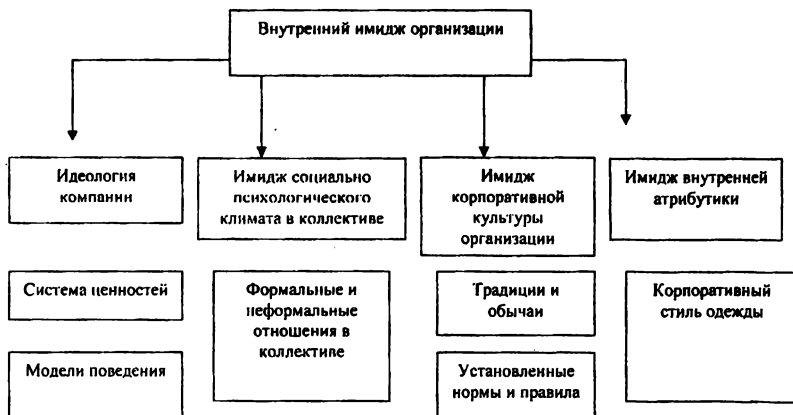 Внутренний имидж организации
Идеология
компании
Имидж социально
психологического
климата в коллективе
Имидж
корпоративной
культуры
организации
Имидж внутренней
атрибутики
Система ценностей
Модели поведения
Формальные и
неформальные
отношения в
коллективе
Традиции и
обычаи
Установленные
нормы и правила
Корпоративный
стиль одежды